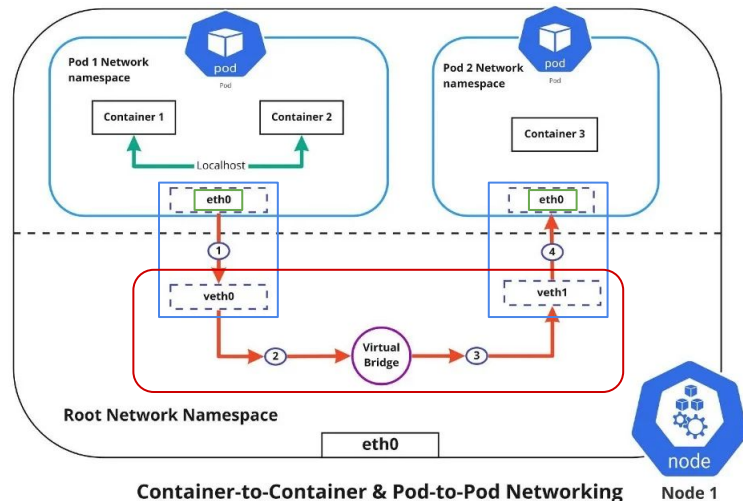 pod
Pod
Pod 1 Network
namespace
Container 1
Container 2
Localhost
eth0
pod
Pod
Pod 2 Network
namespace
Container 3
eth0
1
4
veth0
veth1
2
Virtual
Bridge
3
Root Network Namespace
eth0
node
Container-to-Container & Pod-to-Pod Networking
Node 1